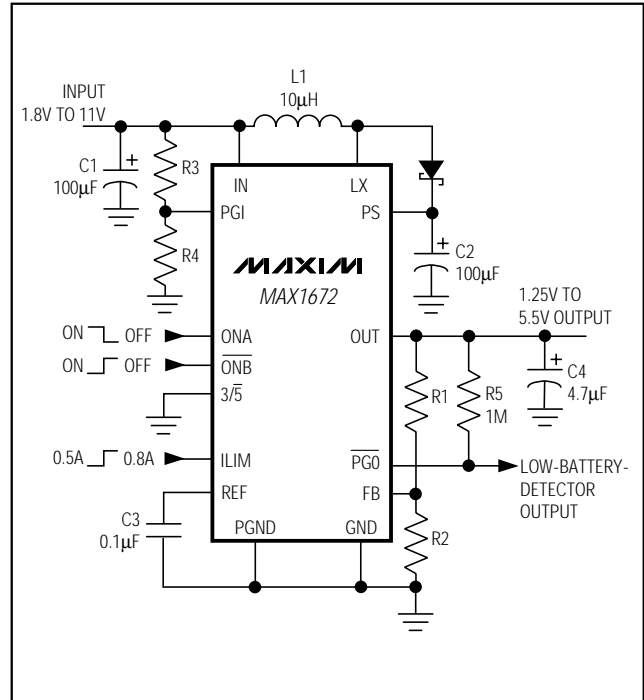 L1
10µH
INPUT
1.8V TO 11V
C1
+
100µF
R3
R4
IN
LX
PGI
PS
MAXIM
MAX1672
+
C2
100µF
1.25V TO
5.5V OUTPUT
ON OFF
ONA
OUT
ON OFF
ONB
3/5
R1
R5
1M
+
C4
4.7µF
0.5A 0.8A
ILIM
PG0
LOW-BATTERY-
DETECTOR
OUTPUT
REF
FB
C3
0.1µF
PGND
GND
R2